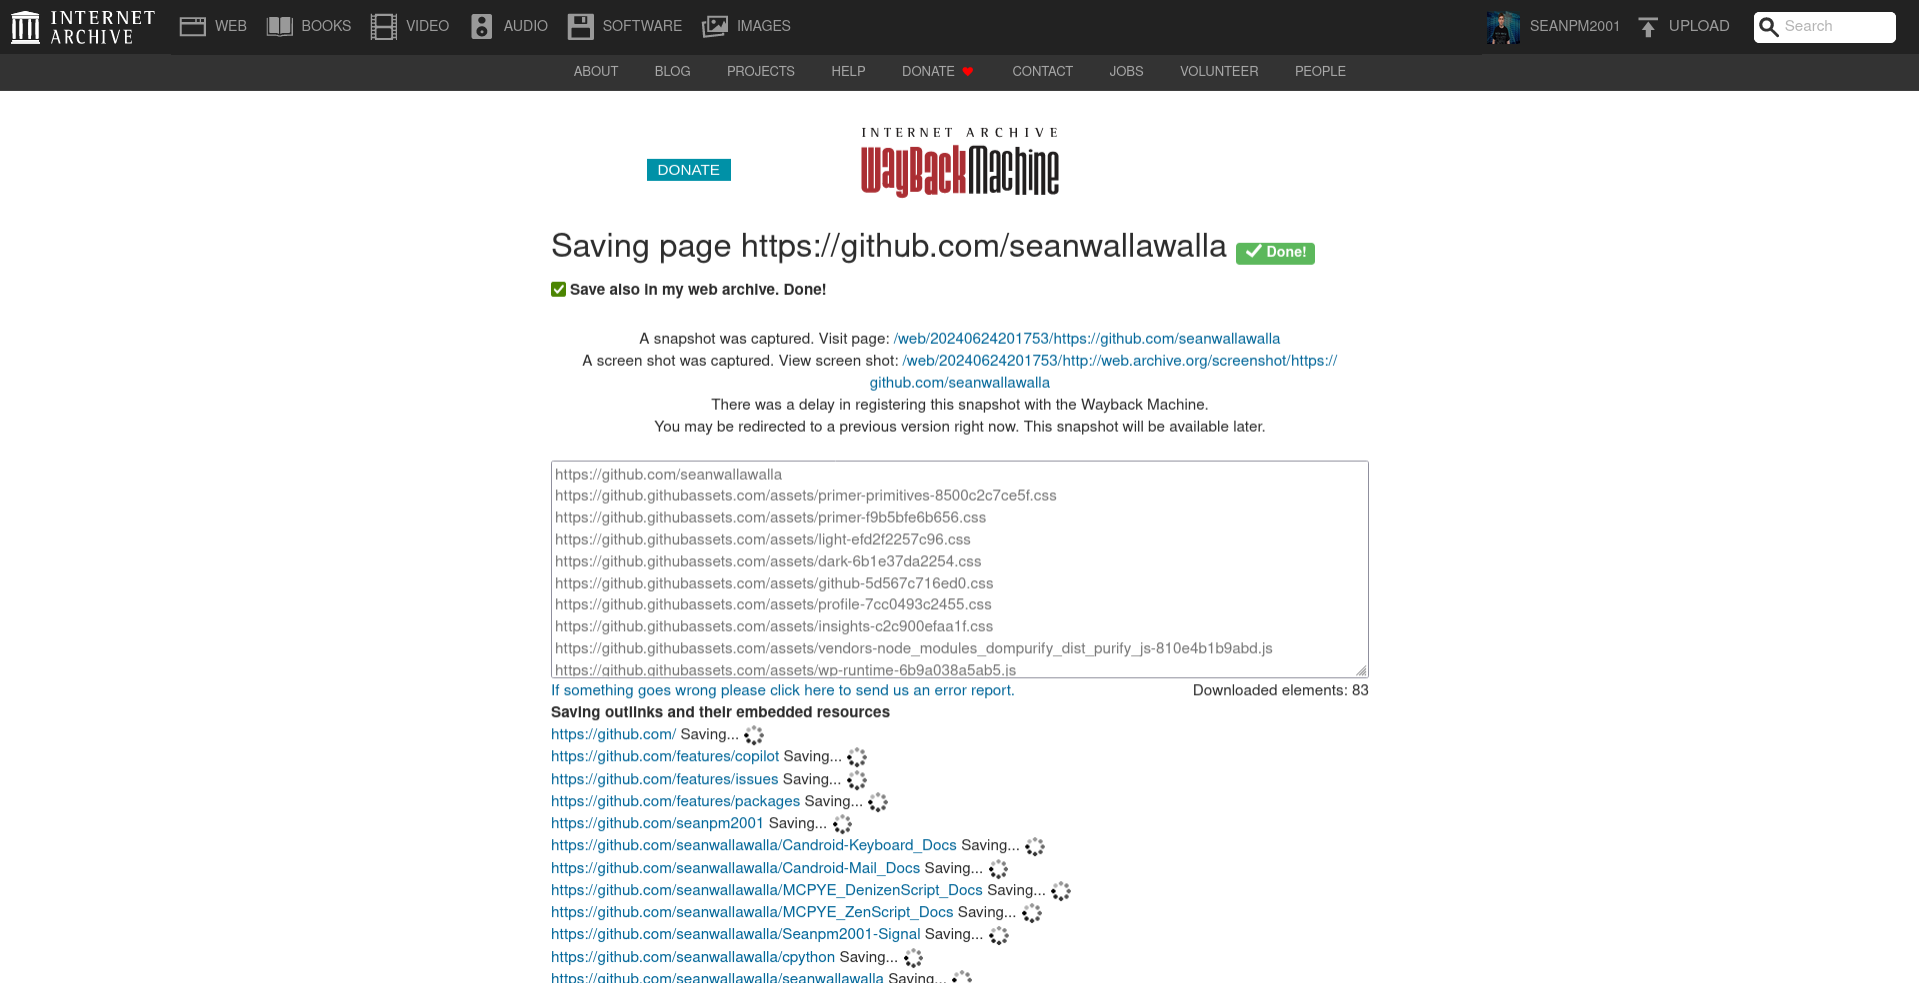 INTERNET ARCHIVE
WEB
BOOKS
VIDEO
AUDIO
SOFTWARE
IMAGES
SEANPM2001
UPLOAD
Search
ABOUT
BLOG
PROJECTS
HELP
DONATE
CONTACT
JOBS
VOLUNTEER
PEOPLE
DONATE
INTERNET ARCHIVE
WayBackMachine
Saving page https://github.com/seanwallawalla Done!
Save also in my web archive. Done!
A snapshot was captured. Visit page: /web/20240624201753/https://github.com/seanwallawalla
A screen shot was captured. View screen shot: /web/20240624201753/http://web.archive.org/screenshot/https://
github.com/seanwallawalla
There was a delay in registering this snapshot with the Wayback Machine.
You may be redirected to a previous version right now. This snapshot will be available later.
https://github.com/seanwallawalla
https://github.githubassets.com/assets/primer-primitives-8500c2c7ce5f.css
https://github.githubassets.com/assets/primer-f9b5bfe6b656.css
https://github.githubassets.com/assets/light-efd2f2257c96.css
https://github.githubassets.com/assets/dark-6b1e37da2254.css
https://github.githubassets.com/assets/github-5d567c716ed0.css
https://github.githubassets.com/assets/profile-7cc0493c2455.css
https://github.githubassets.com/assets/insights-c2c900efaa1f.css
https://github.githubassets.com/assets/vendors-node_modules_dompurify_dist_purify_js-810e4b1b9abd.js
https://github.githubassets.com/assets/wp-runtime-6b9a038a5ab5.js
If something goes wrong please click here to send us an error report.
Downloaded elements: 83
Saving outlinks and their embedded resources
https://github.com/ Saving...
https://github.com/features/copilot Saving...
https://github.com/features/issues Saving...
https://github.com/features/packages Saving...
https://github.com/seanpm2001 Saving...
https://github.com/seanwallawalla/Candroid-Keyboard_Docs Saving...
https://github.com/seanwallawalla/Candroid-Mail_Docs Saving...
https://github.com/seanwallawalla/MCPYE_DenizenScript_Docs Saving...
https://github.com/seanwallawalla/MCPYE_ZenScript_Docs Saving...
https://github.com/seanwallawalla/Seanpm2001-Signal Saving...
https://github.com/seanwallawalla/cpython Saving...
https://github.com/seanwallawalla/seanwallawalla Saving...